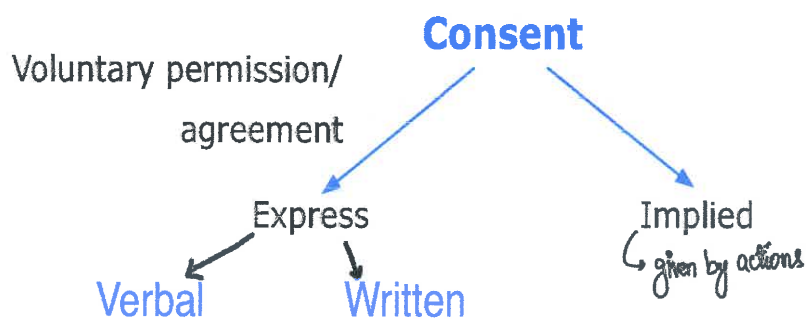 Consent
Voluntary permission/
agreement
Express
Implied
given by actions
Verbal
Written